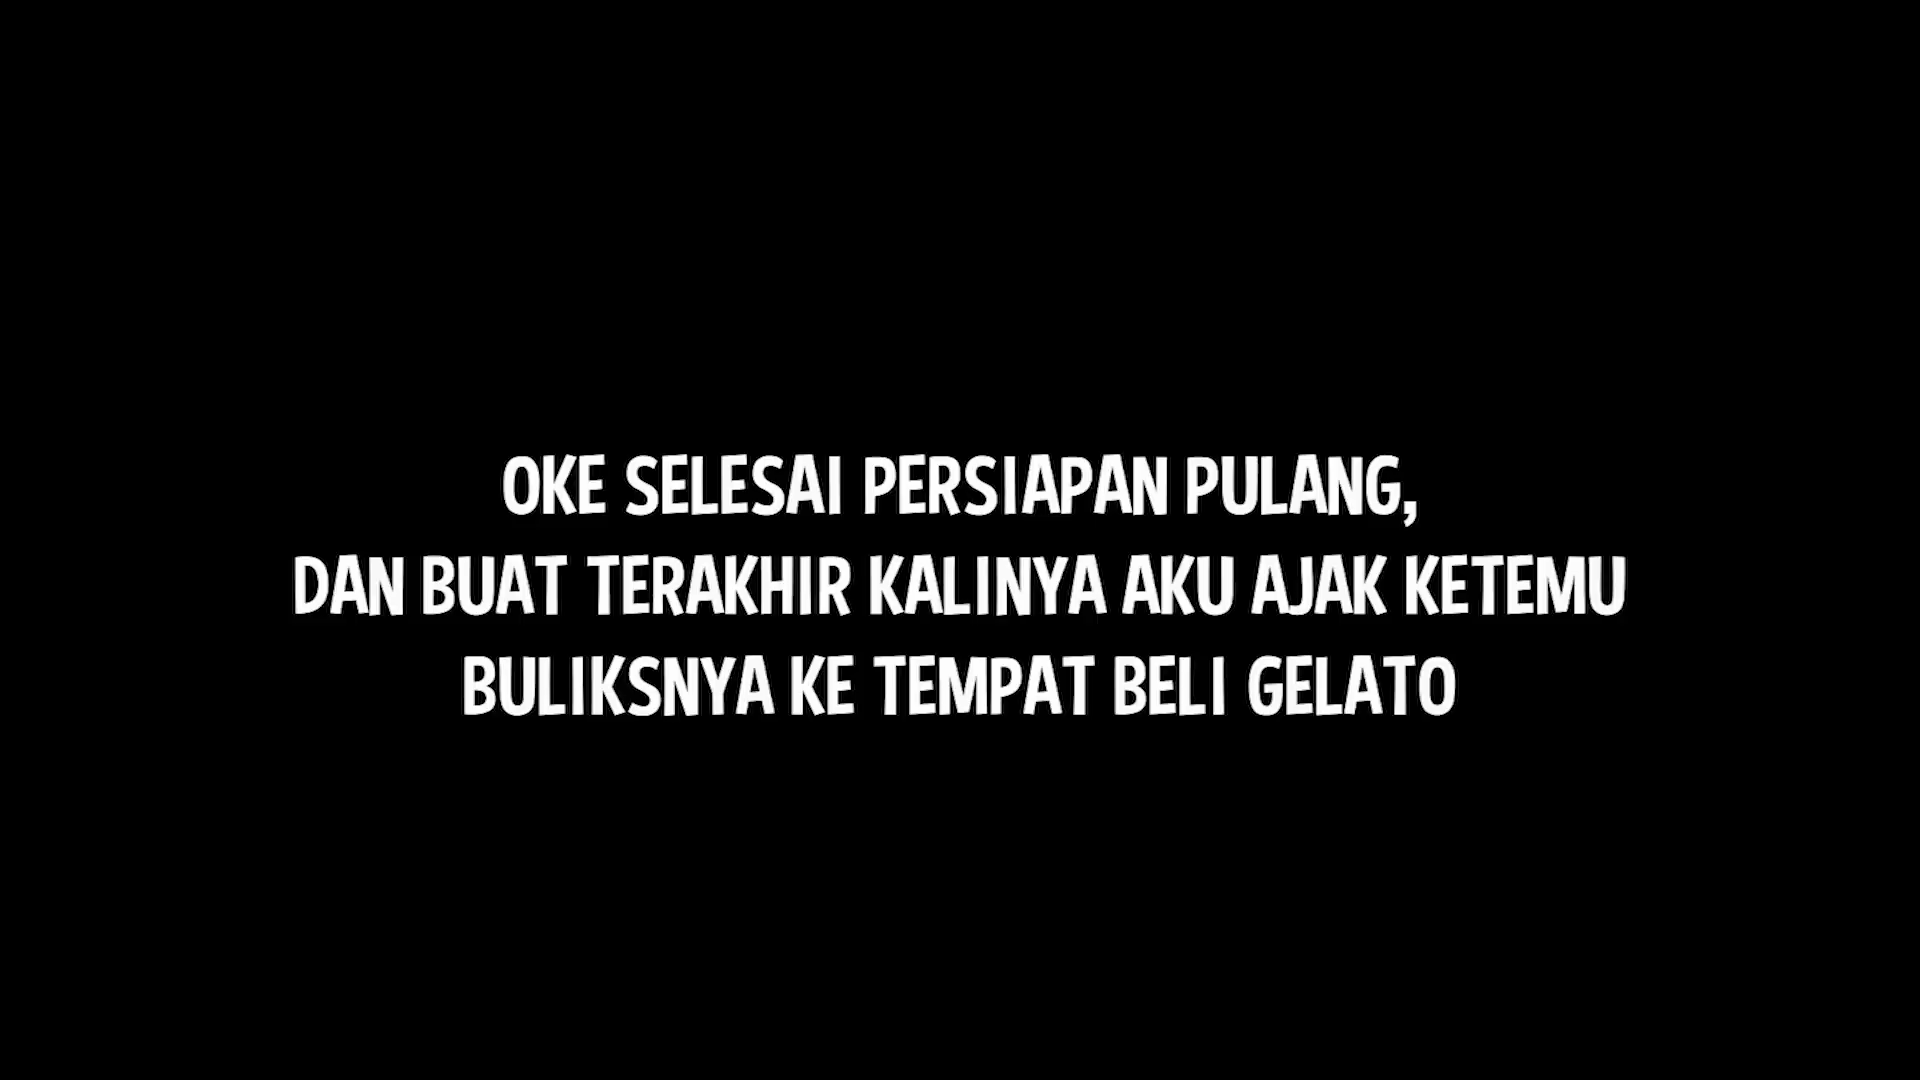 OKE SELESAI PERSIAPAN PULANG,
DAN BUAT TERAKHIR KALINYA AKU AJAK KETEMU
BULIKSNYA KE TEMPAT BELI GELATO